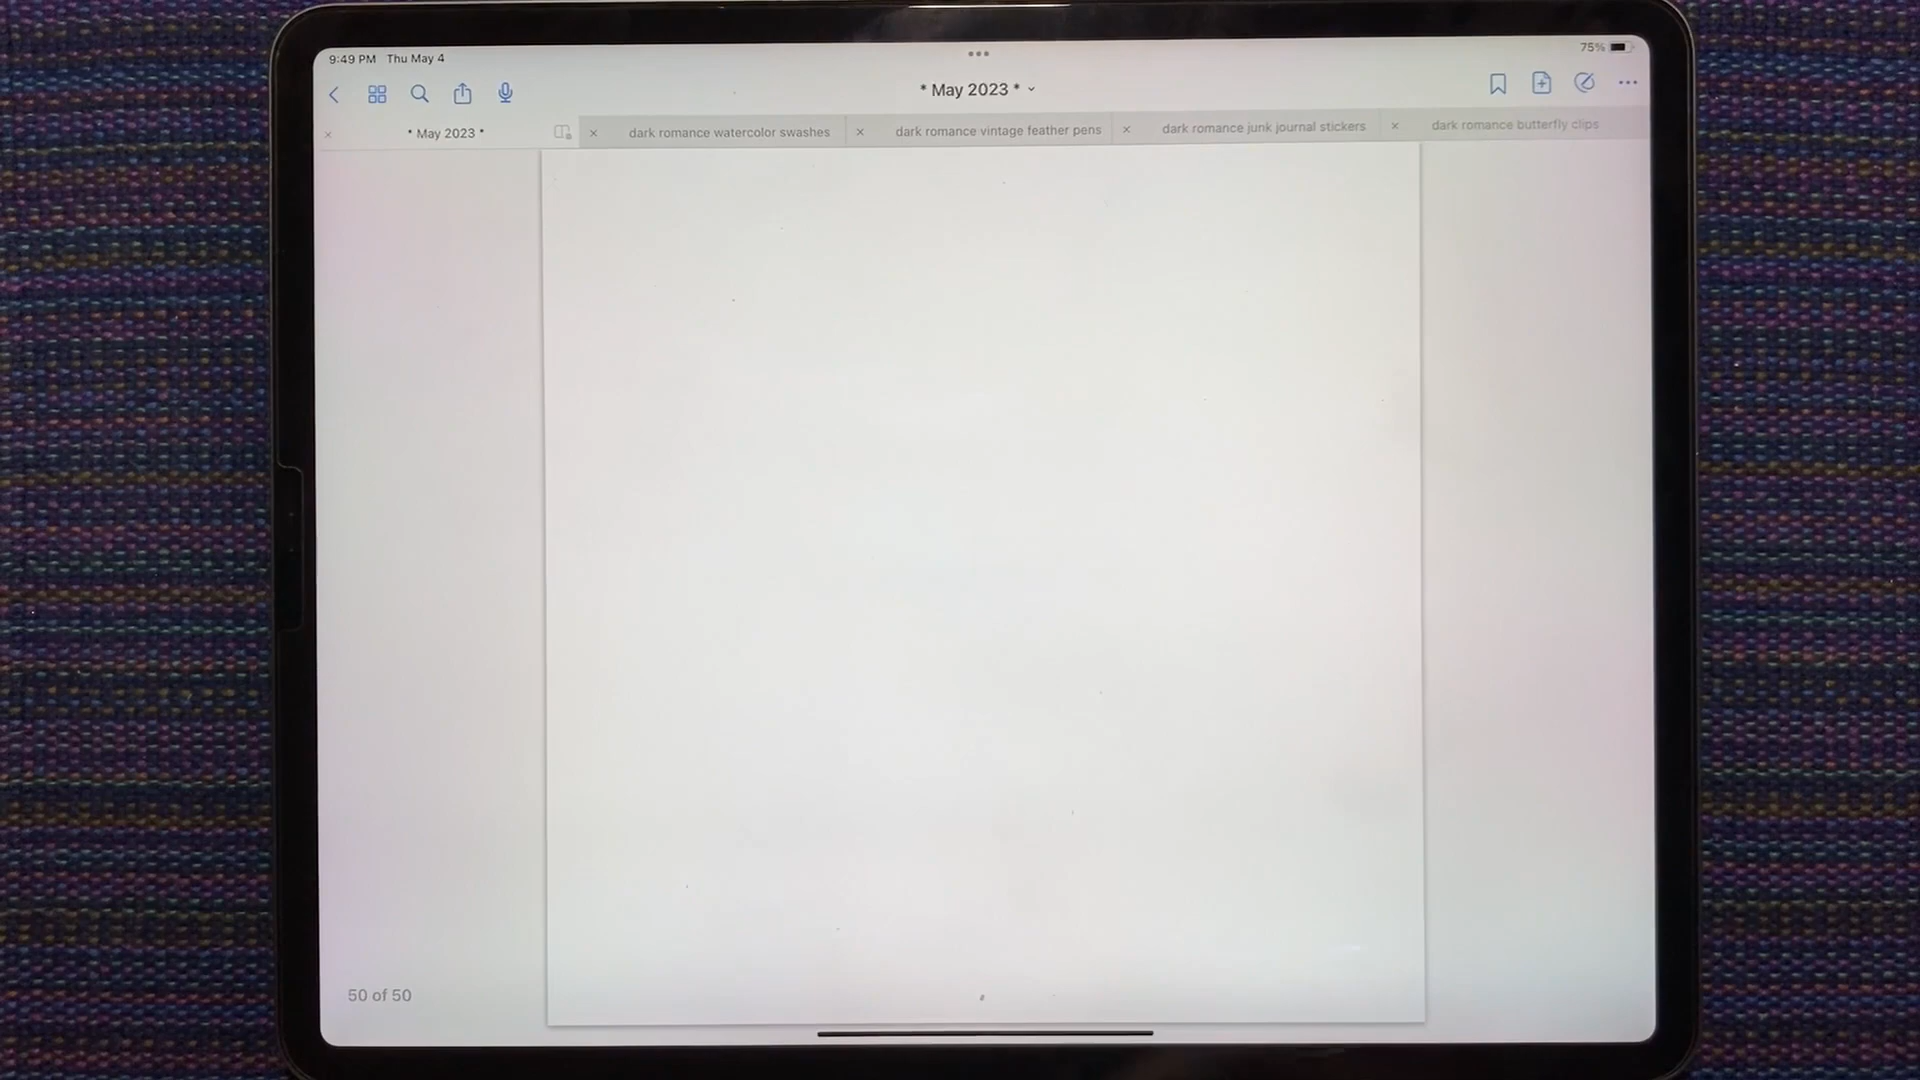 9:49 PM Thu May 4
75%
* May 2023 *
* May 2023 *
dark romance watercolor swashes
dark romance vintage feather pens
dark romance junk journal stickers
dark romance butterfly clips
50 of 50